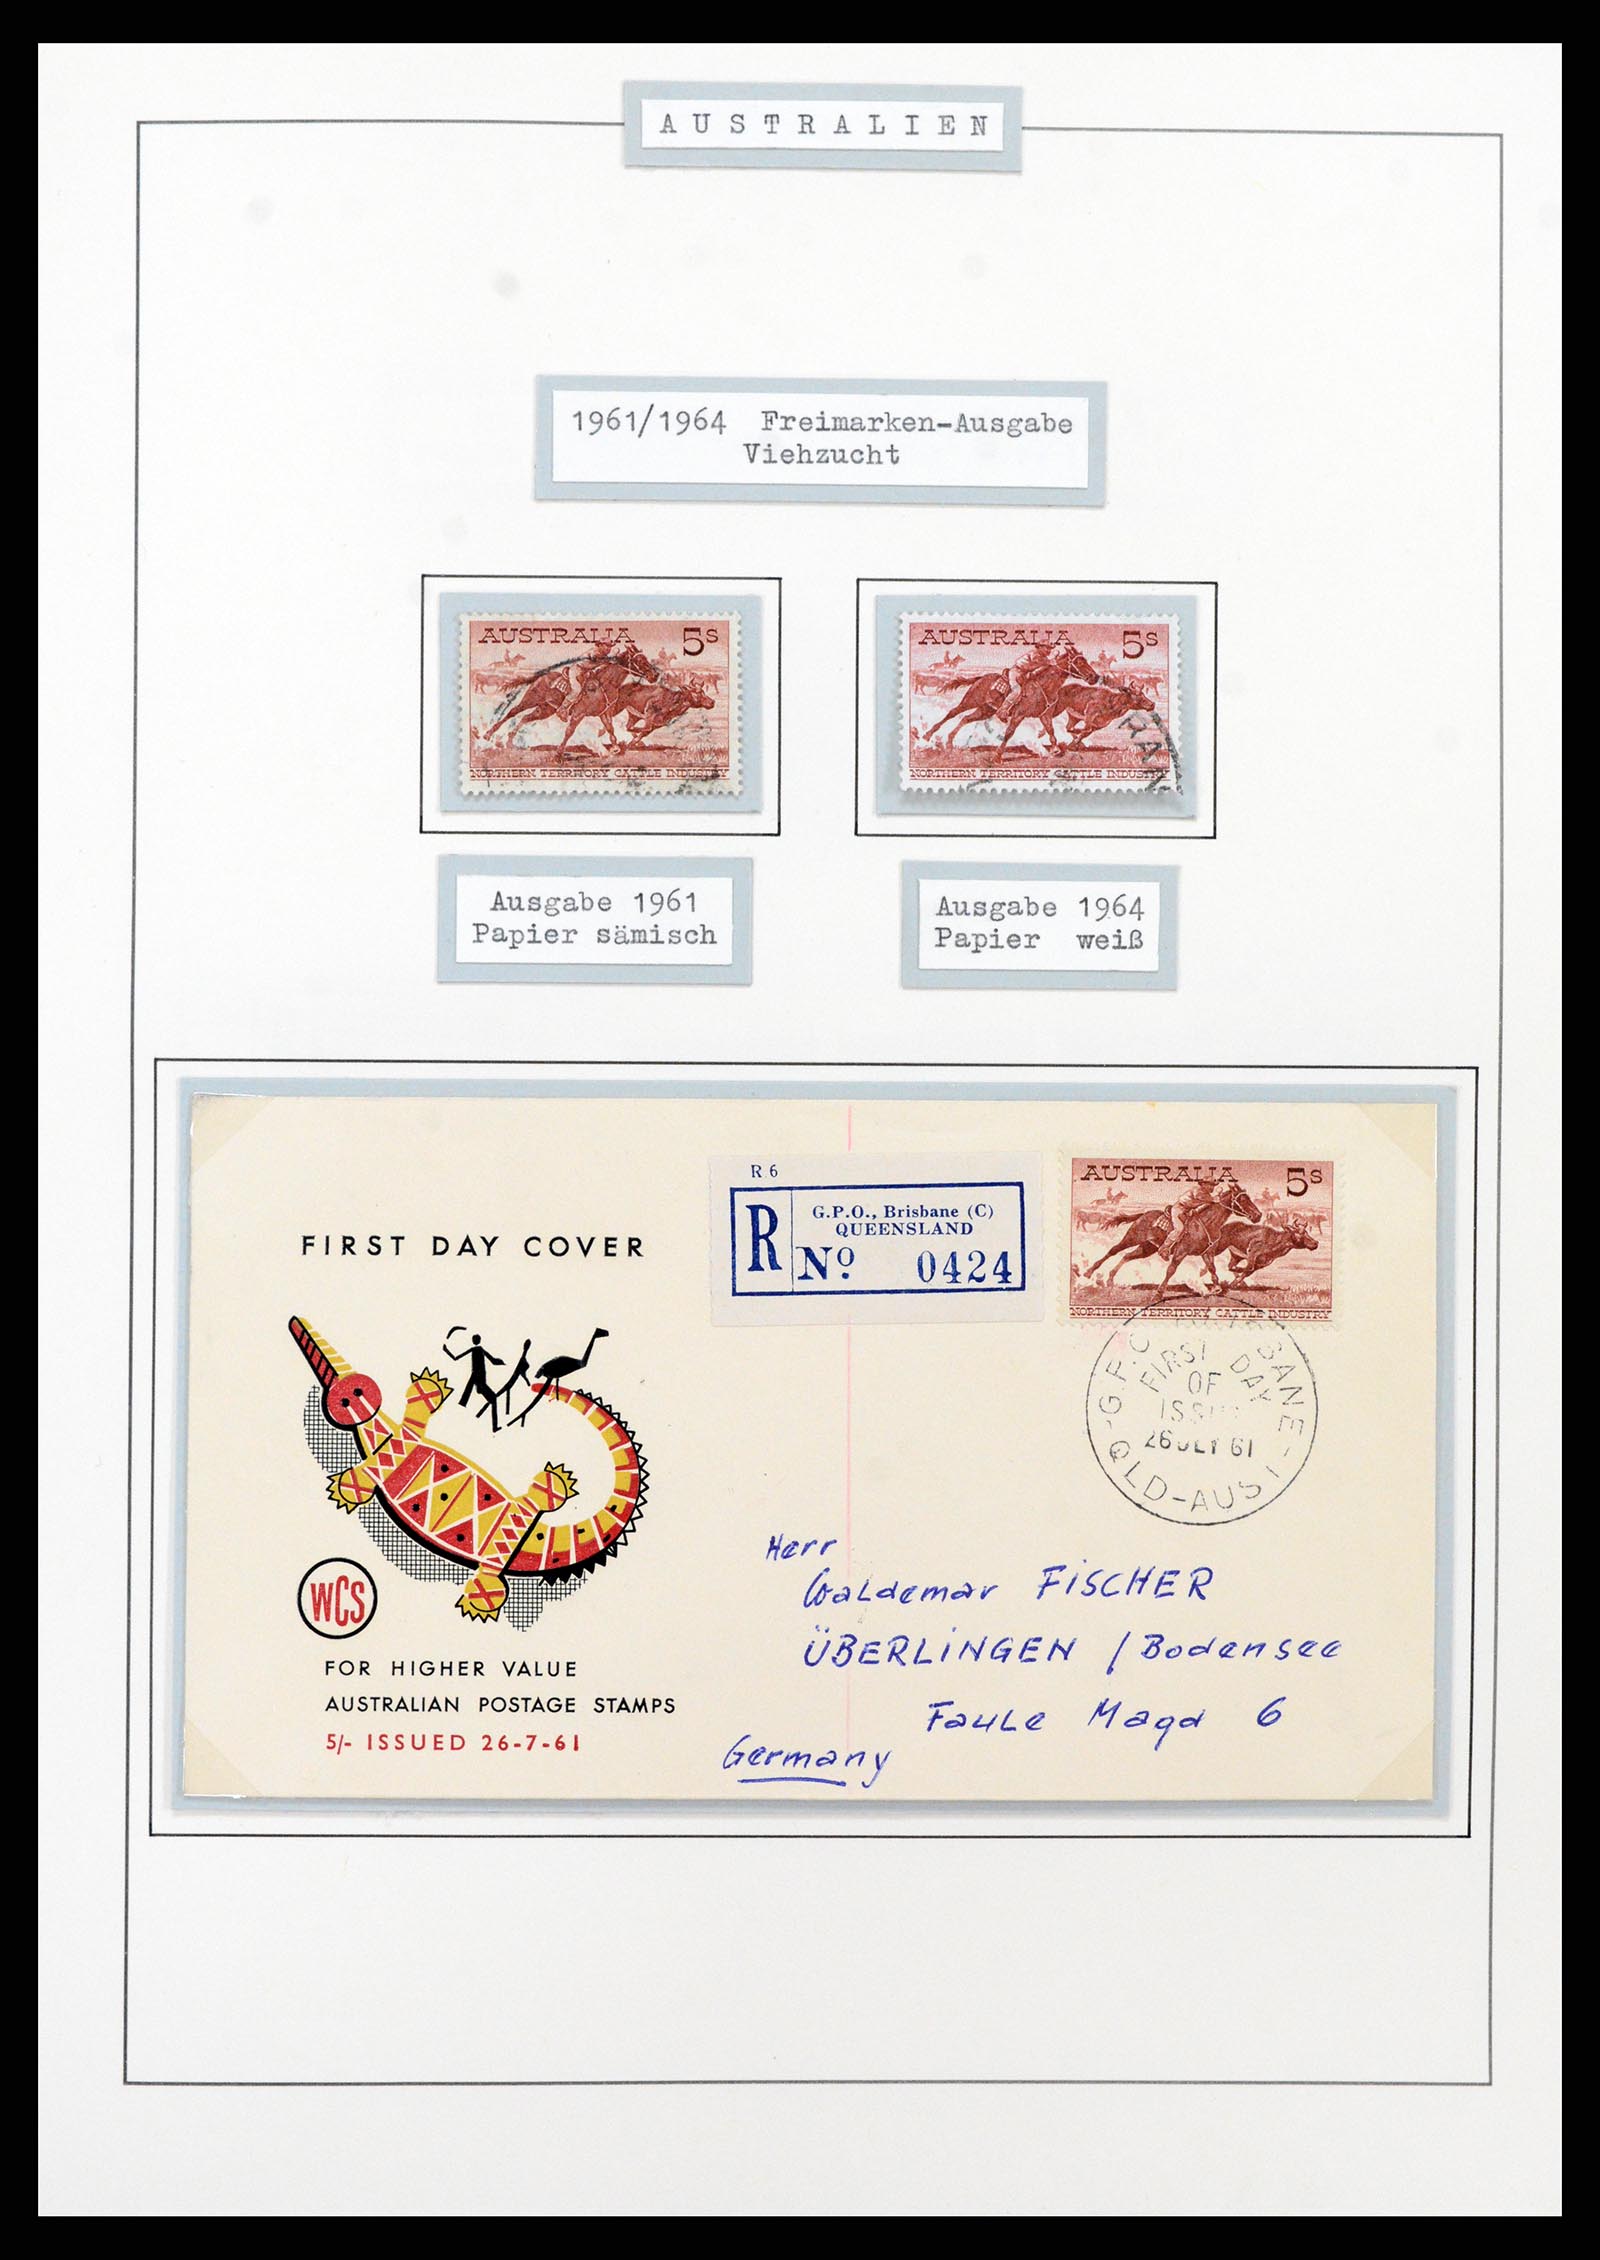 AUSTRALIEN
1961/1964 Freimarken-Ausgabe
Viehzucht
AUSTRALIA 5s
NORTHERN TERRITORY CATTLE INDUSTRY
AUSTRALIA 5s
NORTHERN TERRITORY CATTLE INDUSTRY
Ausgabe 1961
Papier sämisch
Ausgabe 1964
Papier weiß
R 6
R
G.P.O., Brisbane (C)
QUEENSLAND
No. 0424
AUSTRALIA 5s
NORTHERN TERRITORY CATTLE INDUSTRY
FIRST
DAY
OF
26 JLY 61
QLD-AUST
FIRST DAY COVER
WCS
FOR HIGHER VALUE
AUSTRALIAN POSTAGE STAMPS
5/- ISSUED 26-7-61
Herr
Waldemar FISCHER
ÜBERLINGEN / Bodensee
Faule Magd 6
Germany